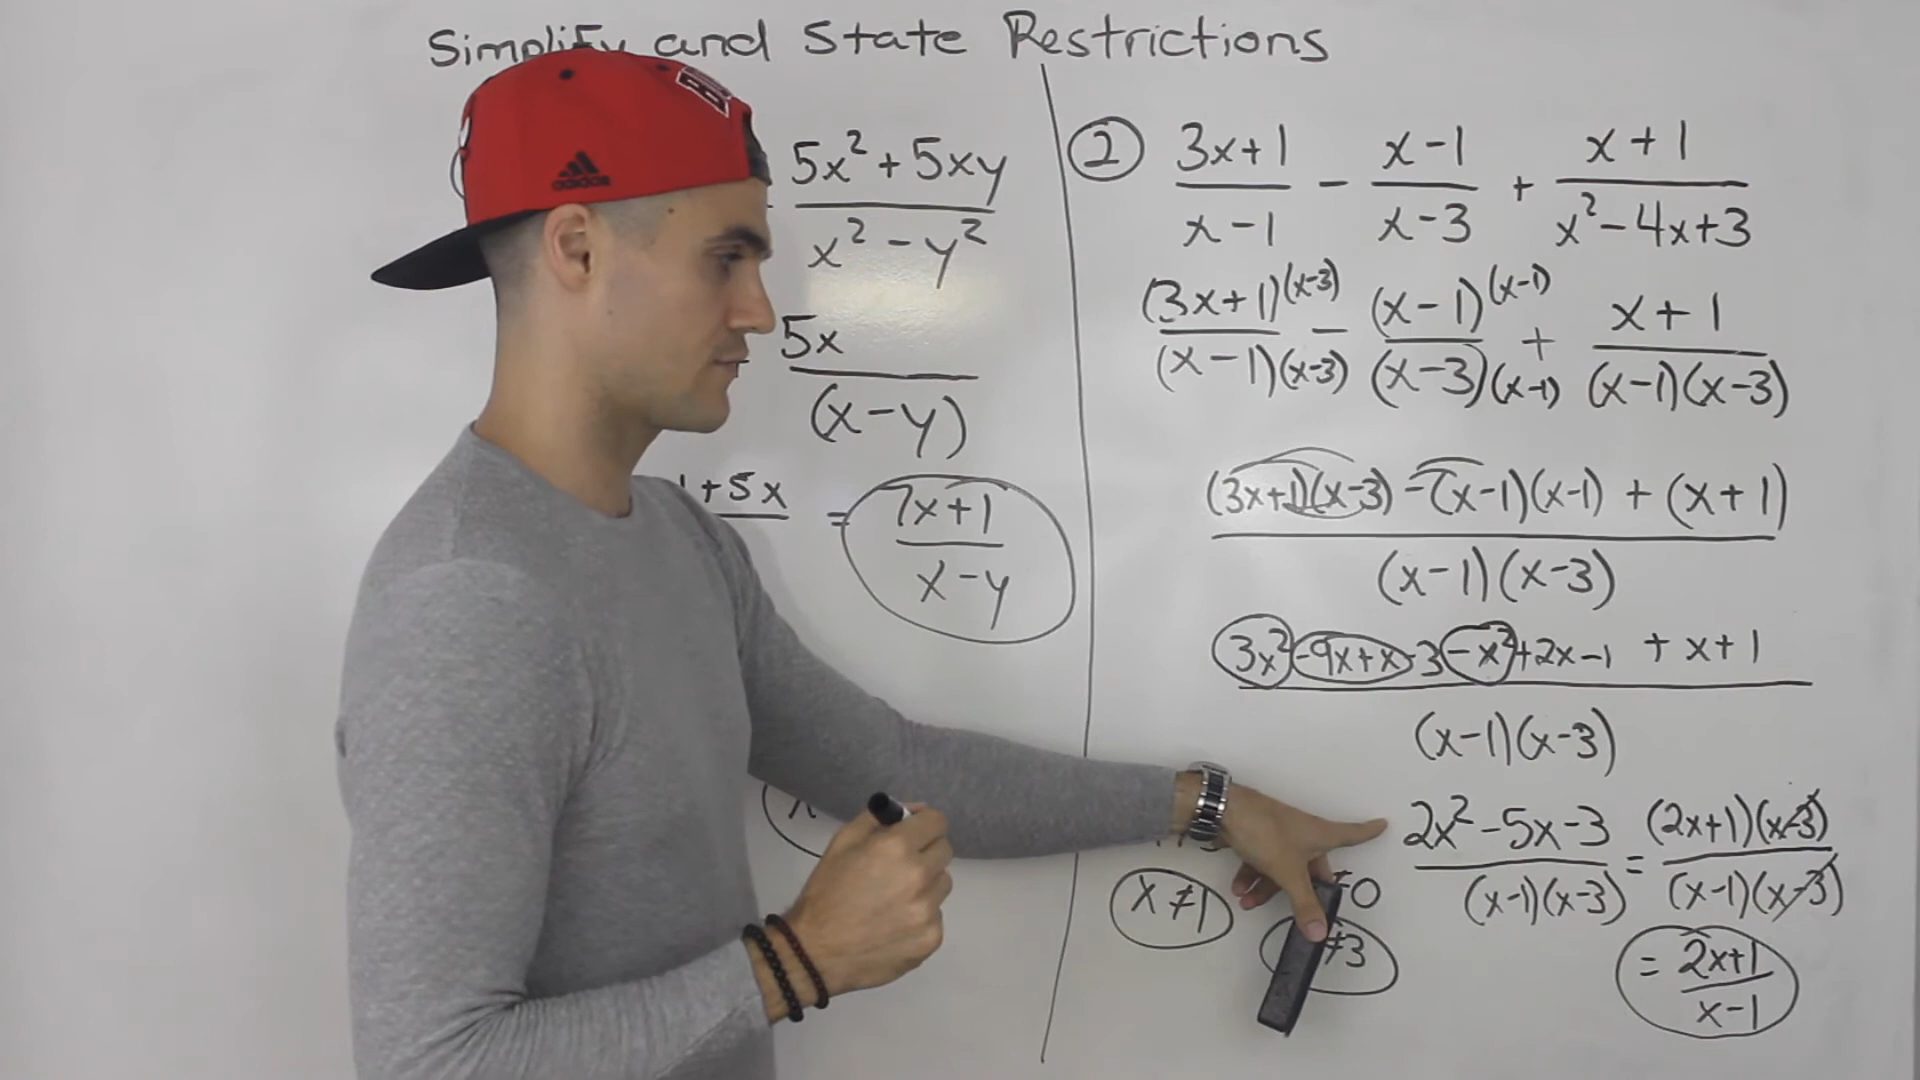 Simplify and State Restrictions
5x² + 5xy
x² - y²
5x
(x - y)
1 + 5x = 7x + 1
x - y
② 3x + 1 - x - 1 + x + 1
x - 1 x - 3 x² - 4x + 3
(3x + 1)(x-3) - (x - 1)(x-1) + x + 1
(x - 1)(x-3) (x - 3)(x-1) (x - 1)(x - 3)
(3x+1)(x-3) - (x-1)(x-1) + (x + 1)
(x - 1)(x - 3)
3x² -9x+x-3 -x²+2x-1 + x + 1
(x-1)(x-3)
2x² - 5x - 3 = (2x+1)(x-3)
(x-1)(x-3) (x-1)(x-3)
x ≠ 1
≠0
≠3
= 2x+1
x - 1
adidas